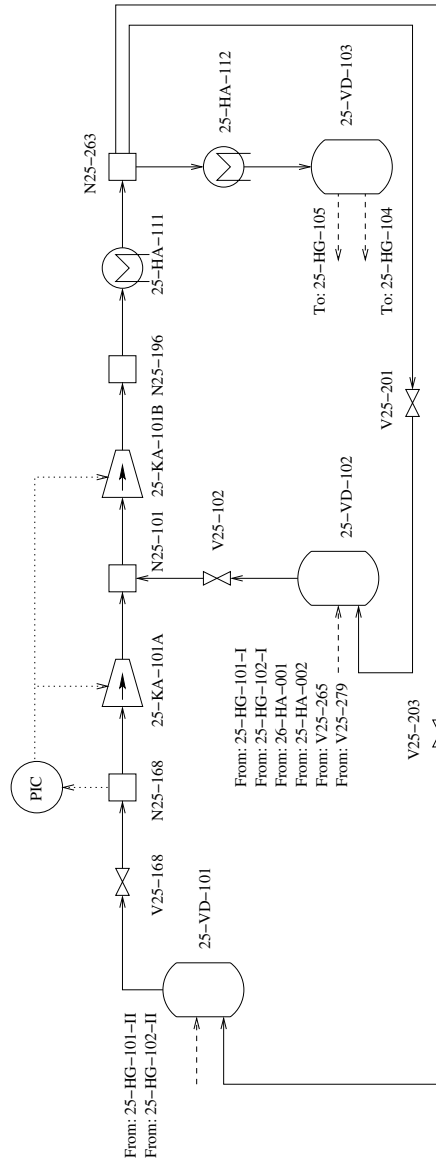 From: 25−HG−101−II
From: 25−HG−102−II
25−VD−101
V25−168
PIC
N25−168
25−KA−101A
N25−101
25−KA−101B
N25−196
25−HA−111
N25−263
25−HA−112
25−VD−103
To: 25−HG−105
To: 25−HG−104
V25−102
From: 25−HG−101−I
From: 25−HG−102−I
From: 26−HA−001
From: 25−HA−002
From: V25−265
From: V25−279
25−VD−102
V25−201
V25−203